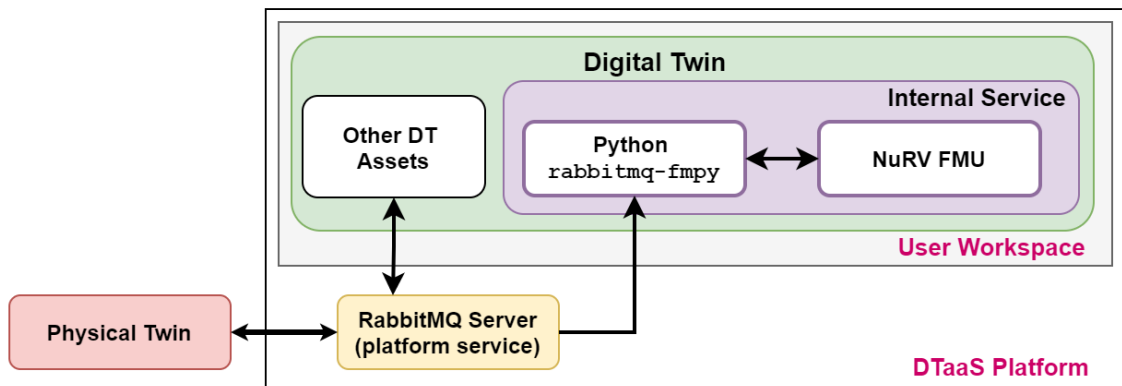 Digital Twin
Internal Service
Other DT
Assets
Python
rabbitmq-fmpy
NuRV FMU
User Workspace
Physical Twin
RabbitMQ Server
(platform service)
DTaaS Platform